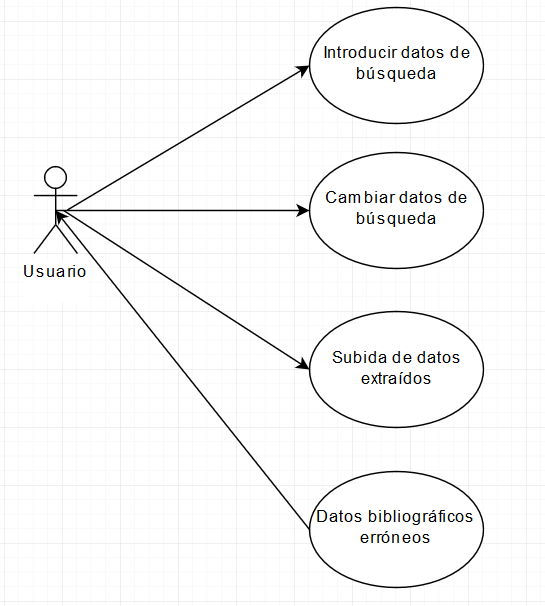 Introducir datos de
búsqueda
Cambiar datos de
búsqueda
Usuario
Subida de datos
extraídos
Datos bibliográficos
erróneos